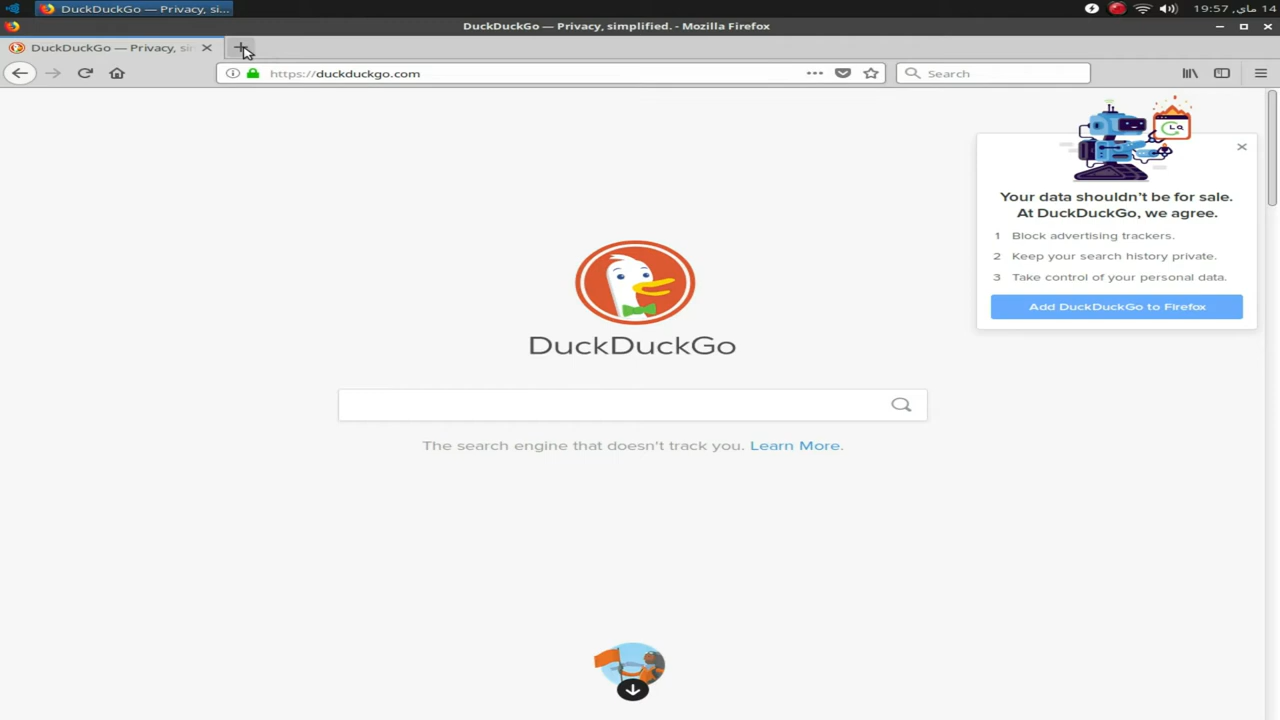 DuckDuckGo — Privacy, si...
19:57 14 ماي,
DuckDuckGo — Privacy, simplified. - Mozilla Firefox
DuckDuckGo — Privacy, sim
https://duckduckgo.com
Search
Your data shouldn't be for sale.
At DuckDuckGo, we agree.
1 Block advertising trackers.
2 Keep your search history private.
3 Take control of your personal data.
Add DuckDuckGo to Firefox
DuckDuckGo
The search engine that doesn't track you. Learn More.